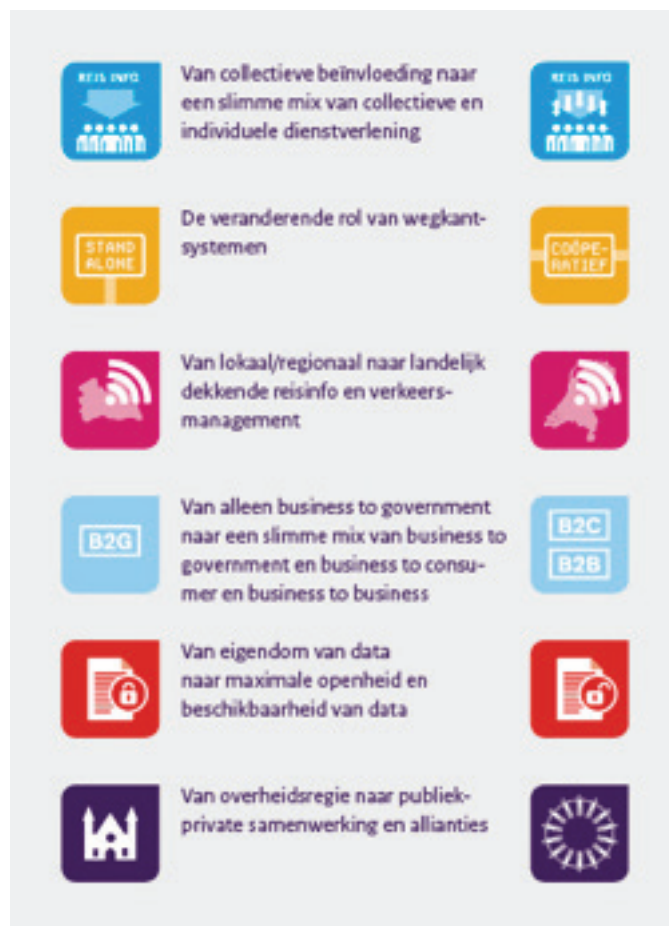 REIS INFO
Van collectieve beïnvloeding naar
een slimme mix van collectieve en
individuele dienstverlening
REIS INFO
STAND
ALONE
De veranderende rol van wegkant-
systemen
COÖPE-
RATIEF
Van lokaal/regionaal naar landelijk
dekkende reisinfo en verkeers-
management
B2G
Van alleen business to government
naar een slimme mix van business to
government en business to consu-
mer en business to business
B2C
B2B
Van eigendom van data
naar maximale openheid en
beschikbaarheid van data
Van overheidsregie naar publiek-
private samenwerking en allianties